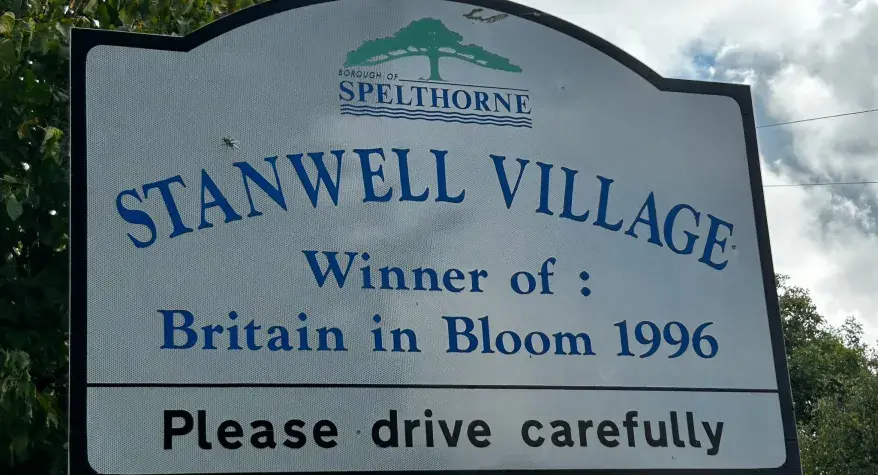 BOROUGH OF
SPELTHORNE
STANWELL VILLAGE
Winner of :
Britain in Bloom 1996
Please drive carefully